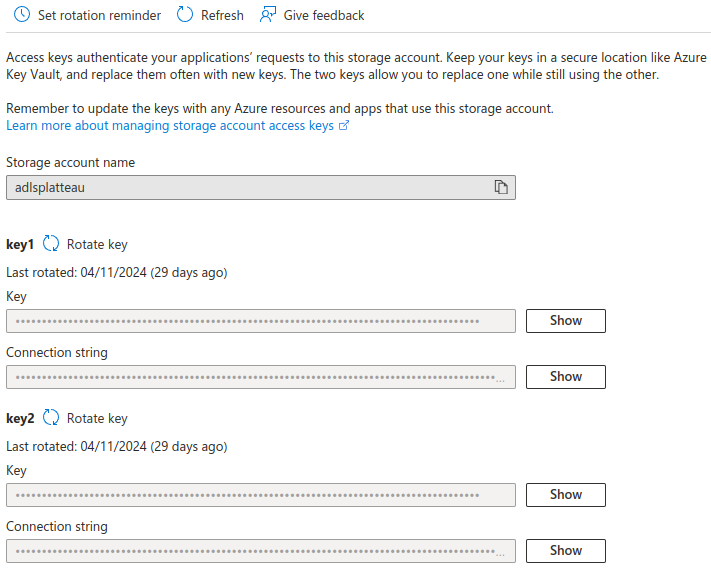 Set rotation reminder Refresh Give feedback
Access keys authenticate your applications’ requests to this storage account. Keep your keys in a secure location like Azure
Key Vault, and replace them often with new keys. The two keys allow you to replace one while still using the other.
Remember to update the keys with any Azure resources and apps that use this storage account.
Learn more about managing storage account access keys
Storage account name
adlsplatteau
key1 Rotate key
Last rotated: 04/11/2024 (29 days ago)
Key
Show
Connection string
... Show
key2 Rotate key
Last rotated: 04/11/2024 (29 days ago)
Key
Show
Connection string
... Show